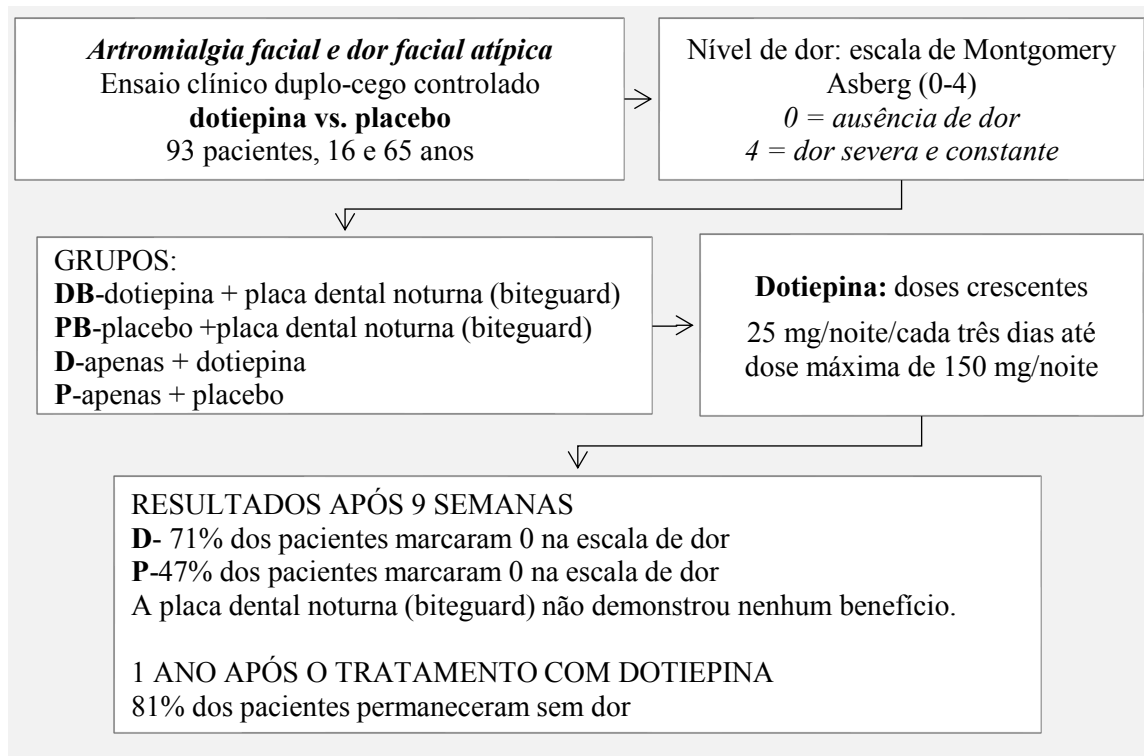 Artromialgia facial e dor facial atípica
Ensaio clínico duplo-cego controlado
dotiepina vs. placebo
93 pacientes, 16 e 65 anos
Nível de dor: escala de Montgomery
Asberg (0-4)
0 = ausência de dor
4 = dor severa e constante
GRUPOS:
DB-dotiepina + placa dental noturna (biteguard)
PB-placebo +placa dental noturna (biteguard)
D-apenas + dotiepina
P-apenas + placebo
Dotiepina: doses crescentes
25 mg/noite/cada três dias até
dose máxima de 150 mg/noite
RESULTADOS APÓS 9 SEMANAS
D- 71% dos pacientes marcaram 0 na escala de dor
P-47% dos pacientes marcaram 0 na escala de dor
A placa dental noturna (biteguard) não demonstrou nenhum benefício.
1 ANO APÓS O TRATAMENTO COM DOTIEPINA
81% dos pacientes permaneceram sem dor